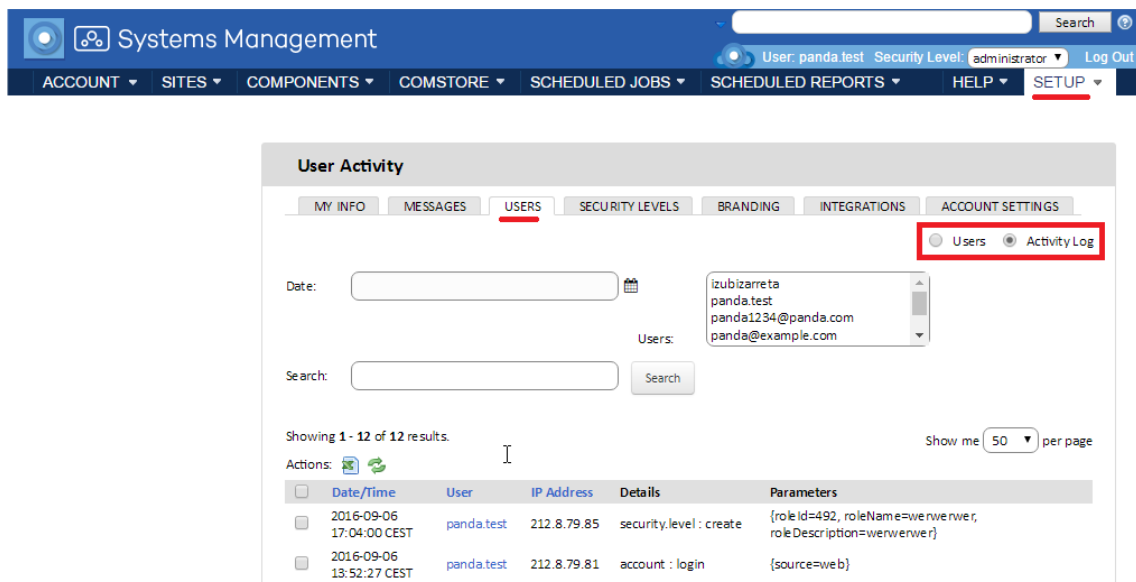 Search
Systems Management
User: panda.test Security Level: administrator Log Out
ACCOUNT SITES COMPONENTS COMSTORE SCHEDULED JOBS SCHEDULED REPORTS HELP SETUP
User Activity
MY INFO MESSAGES USERS SECURITY LEVELS BRANDING INTEGRATIONS ACCOUNT SETTINGS
Users Activity Log
Date:
izubizarreta
panda.test
panda1234@panda.com
panda@example.com
Users:
Search: Search
Showing 1 - 12 of 12 results.
Show me 50 per page
Actions:
Date/Time User IP Address Details Parameters
2016-09-06
17:04:00 CEST
panda.test 212.8.79.85 security.level : create
{roleId=492, roleName=werwerwer,
roleDescription=werwerwer}
2016-09-06
13:52:27 CEST
panda.test 212.8.79.81 account : login {source=web}